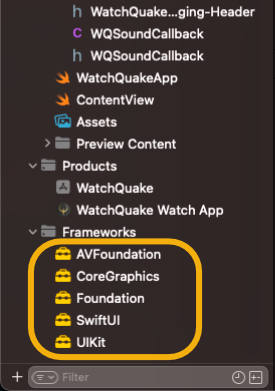 WatchQuake...ging-Header
WQSoundCallback
WQSoundCallback
WatchQuakeApp
ContentView
Assets
Preview Content
Products
WatchQuake
WatchQuake Watch App
Frameworks
AVFoundation
CoreGraphics
Foundation
SwiftUI
UIKit
Filter